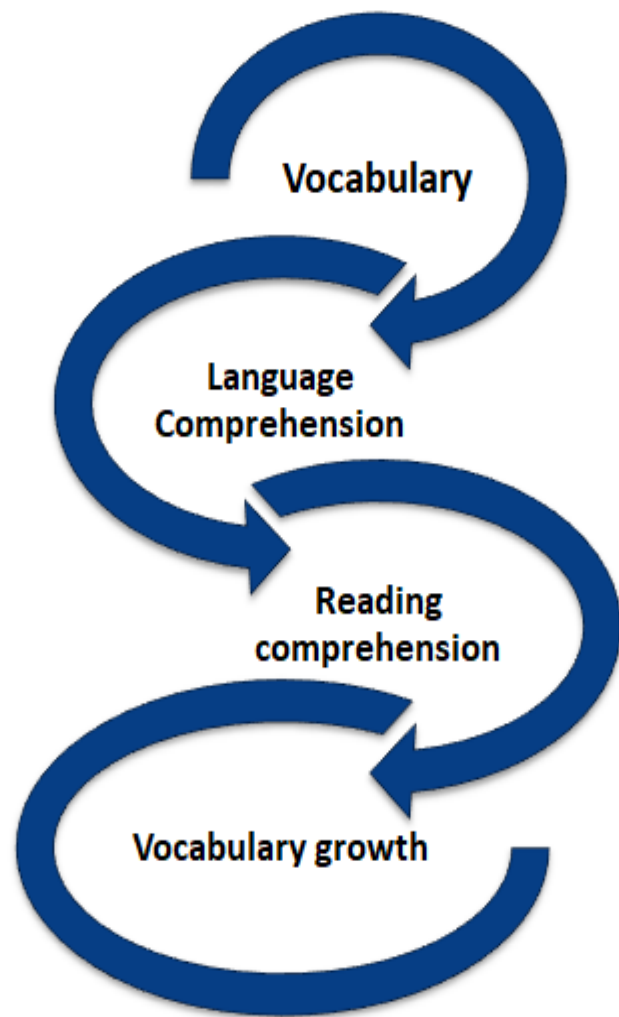 Vocabulary
Language
Comprehension
Reading
comprehension
Vocabulary growth